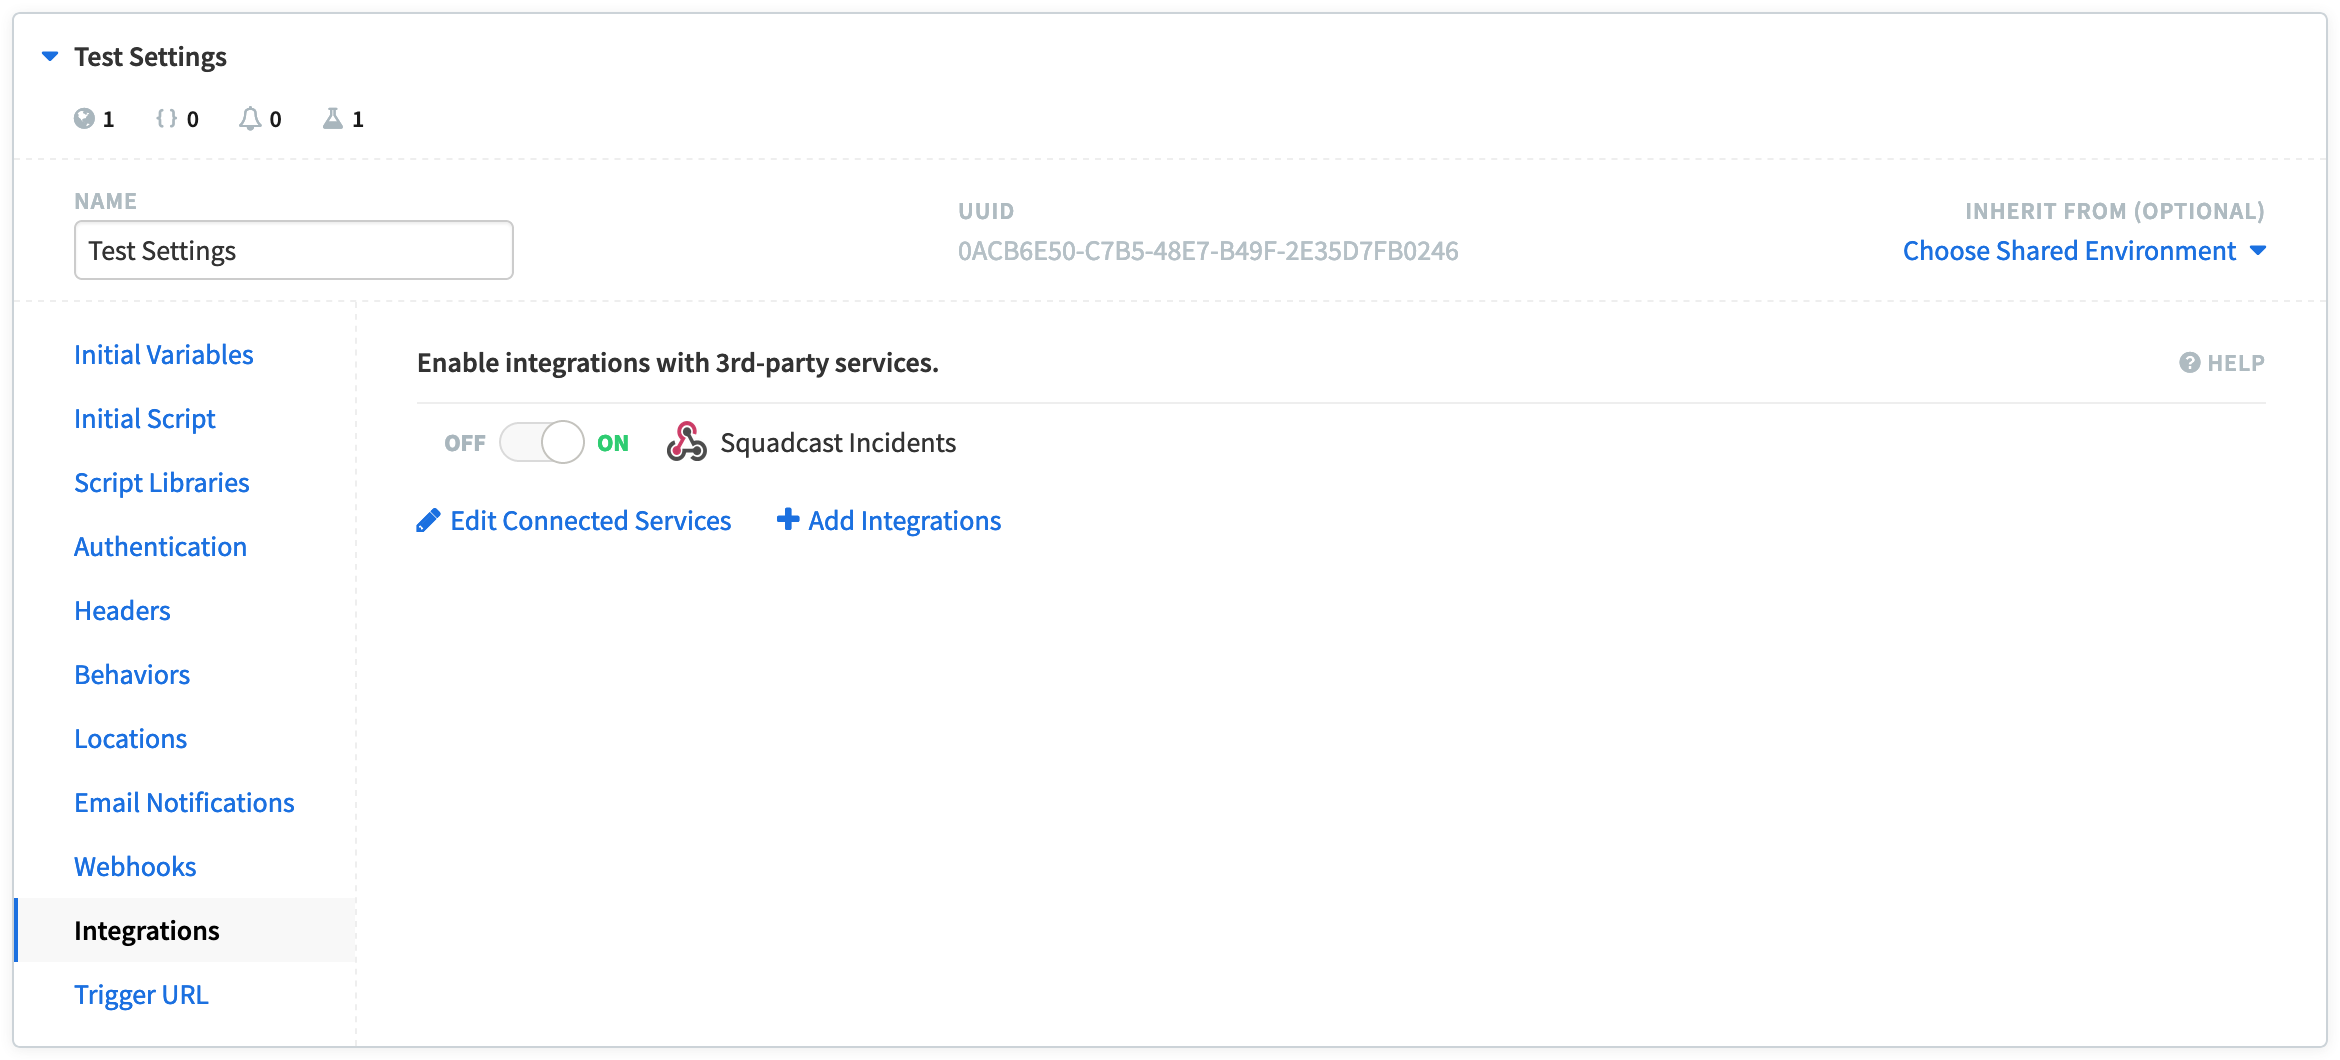 Test Settings
1 {} 0 0 1
NAME
Test Settings
UUID
0ACB6E50-C7B5-48E7-B49F-2E35D7FB0246
INHERIT FROM (OPTIONAL)
Choose Shared Environment
Initial Variables
Initial Script
Script Libraries
Authentication
Headers
Behaviors
Locations
Email Notifications
Webhooks
Integrations
Trigger URL
Enable integrations with 3rd-party services.
HELP
OFF ON Squadcast Incidents
Edit Connected Services + Add Integrations